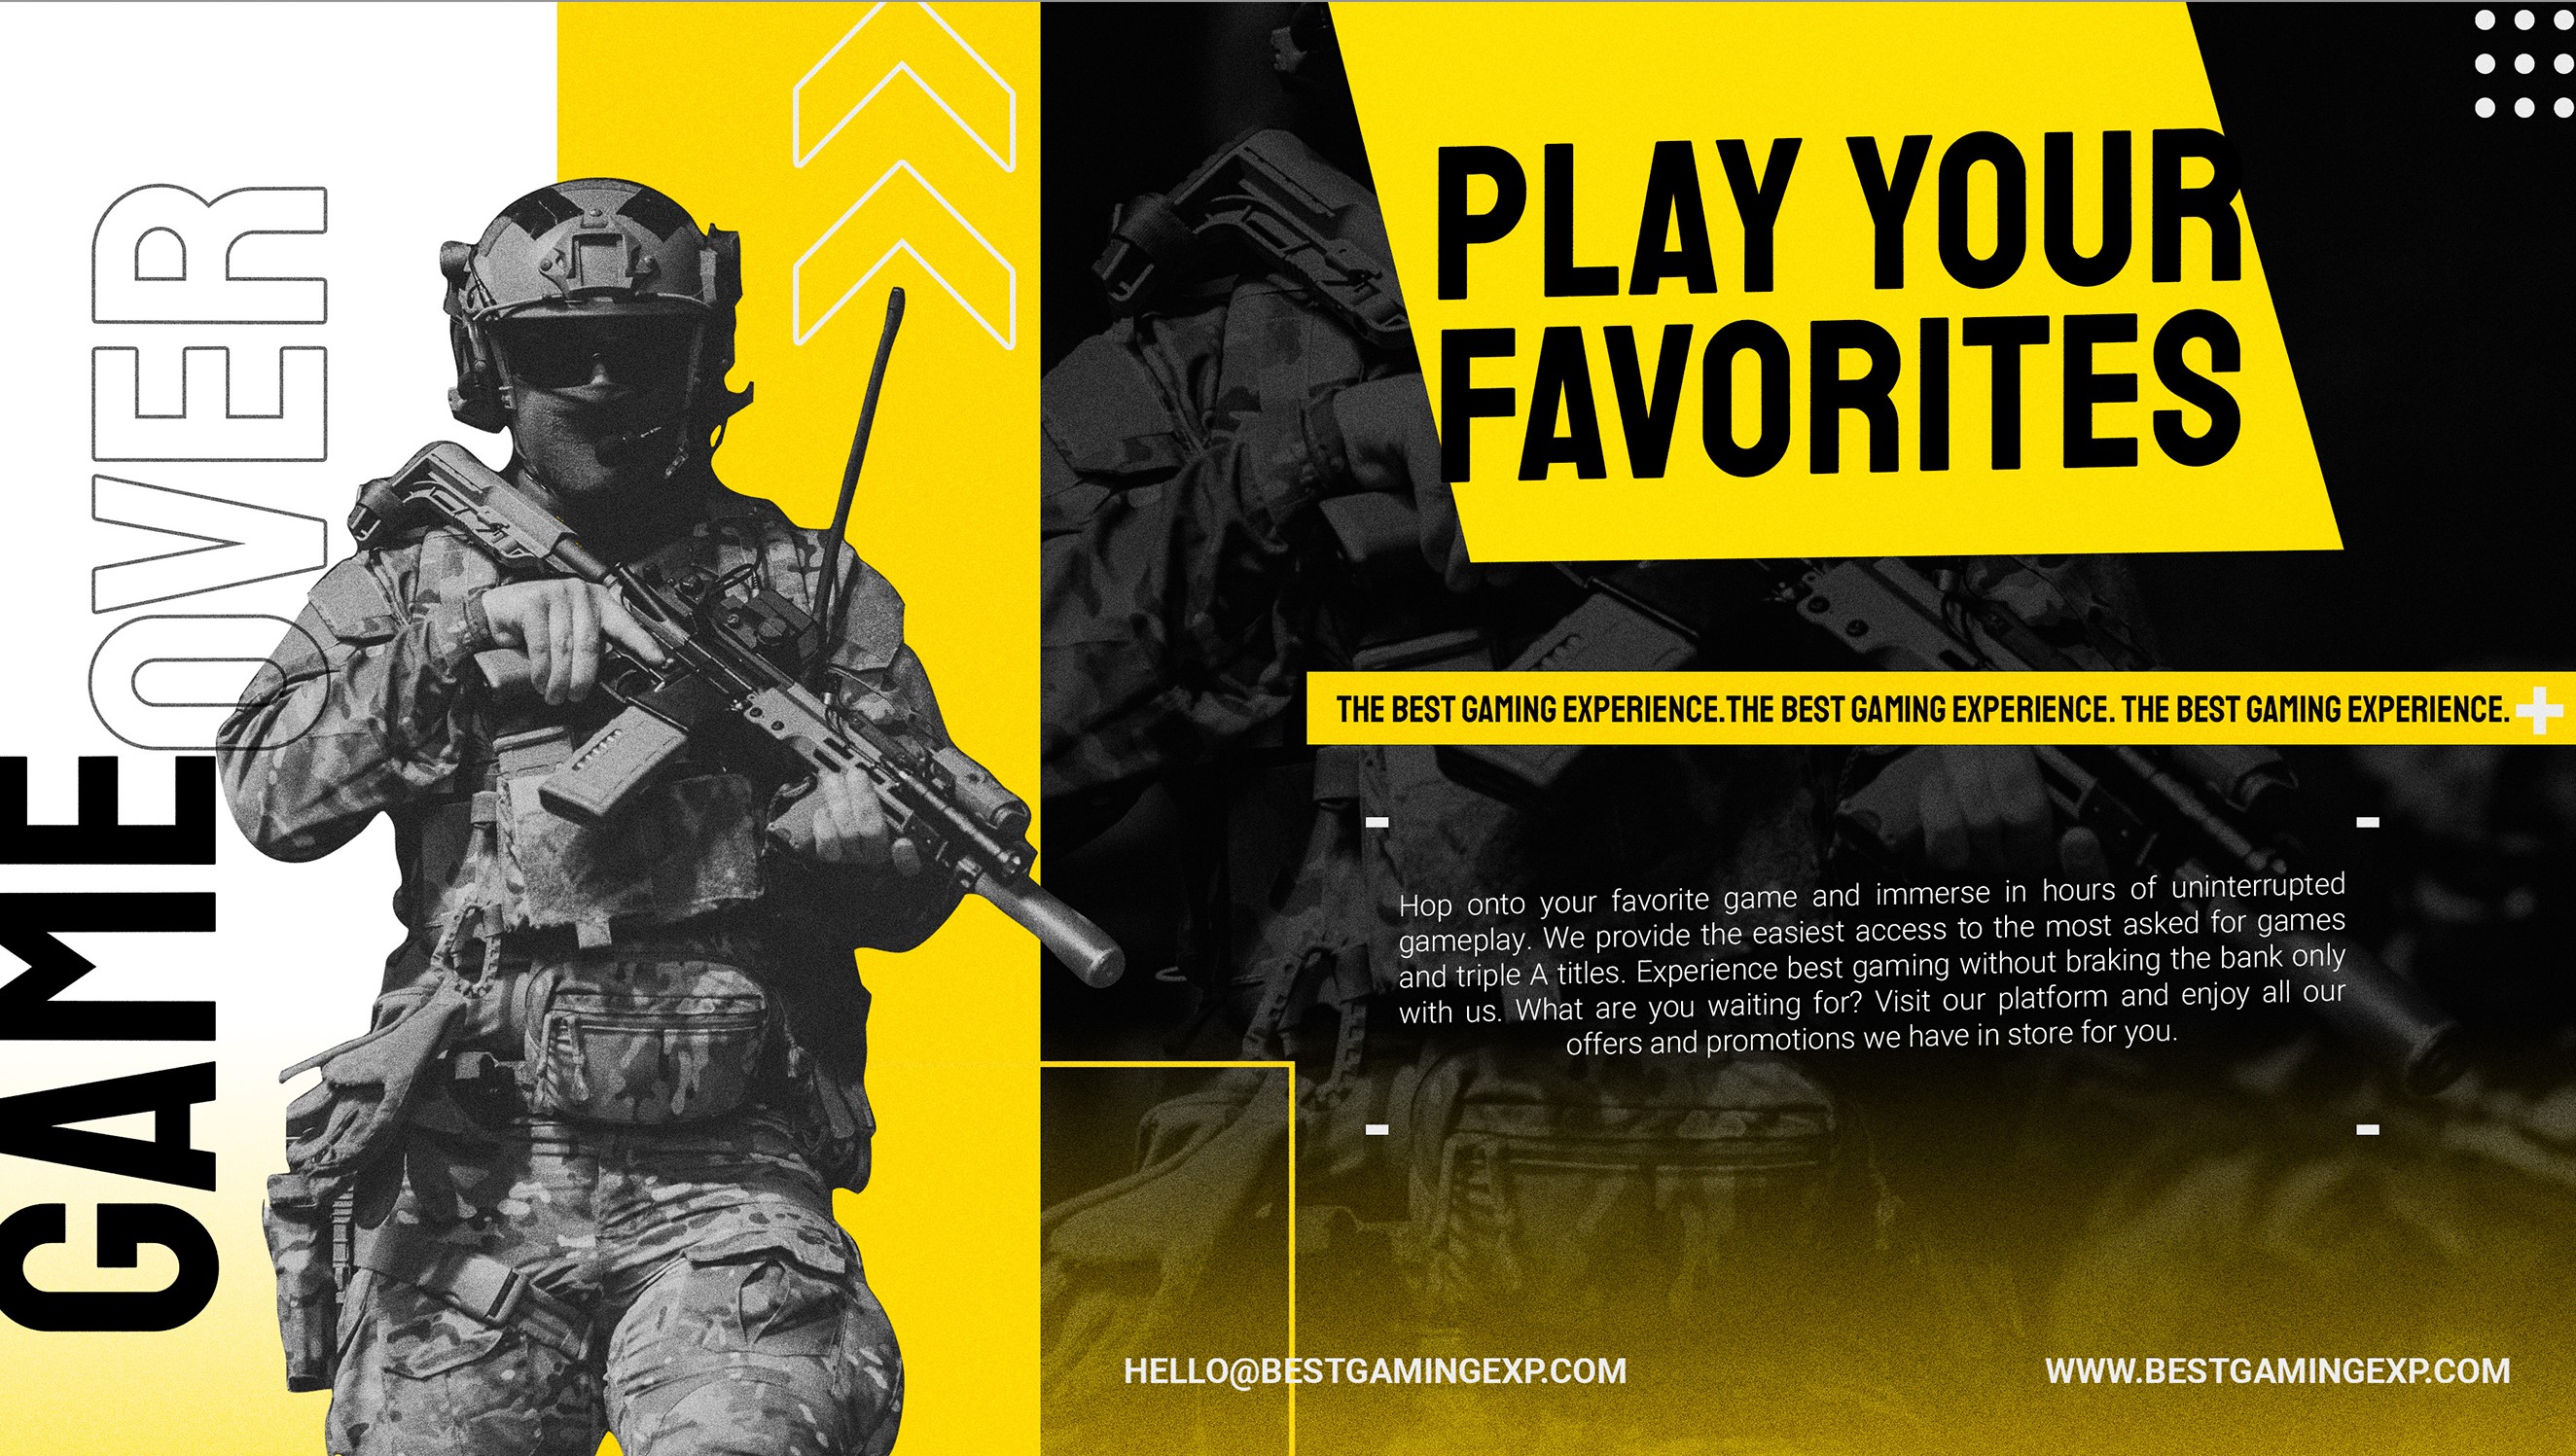 GAME OVER
PLAY YOUR
FAVORITES
THE BEST GAMING EXPERIENCE.THE BEST GAMING EXPERIENCE. THE BEST GAMING EXPERIENCE.
Hop onto your favorite game and immerse in hours of uninterrupted
gameplay. We provide the easiest access to the most asked for games
and triple A titles. Experience best gaming without braking the bank only
with us. What are you waiting for? Visit our platform and enjoy all our
offers and promotions we have in store for you.
HELLO@BESTGAMINGEXP.COM
WWW.BESTGAMINGEXP.COM